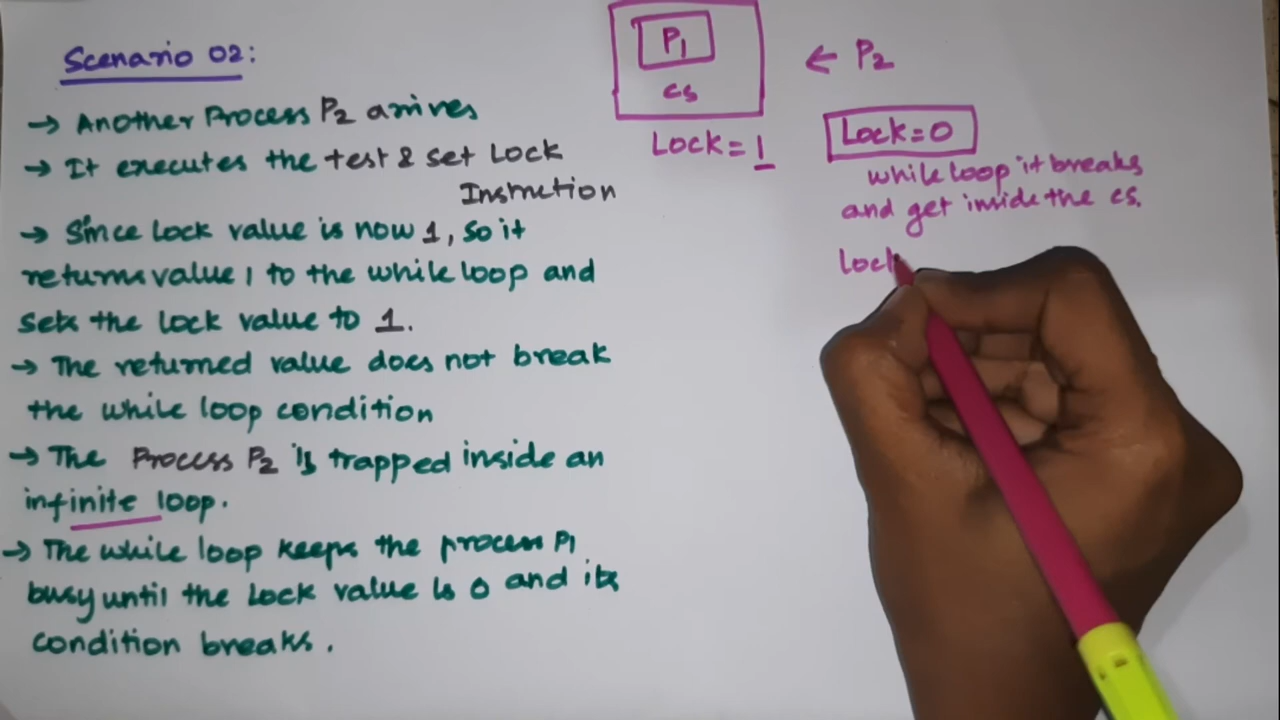 Scenario 02:
→ Another Process P2 arrives
→ It executes the test & set Lock
Instruction
→ Since lock value is now 1, so it
returns value 1 to the while loop and
sets the lock value to 1.
→ The returned value does not break
the while loop condition
→ The Process P2 is trapped inside an
infinite loop.
→ The while loop keeps the process P1
busy until the Lock value is 0 and its
condition breaks.
P1
CS
Lock = 1
← P2
Lock = 0
while loop it breaks
and get inside the CS.
Lock